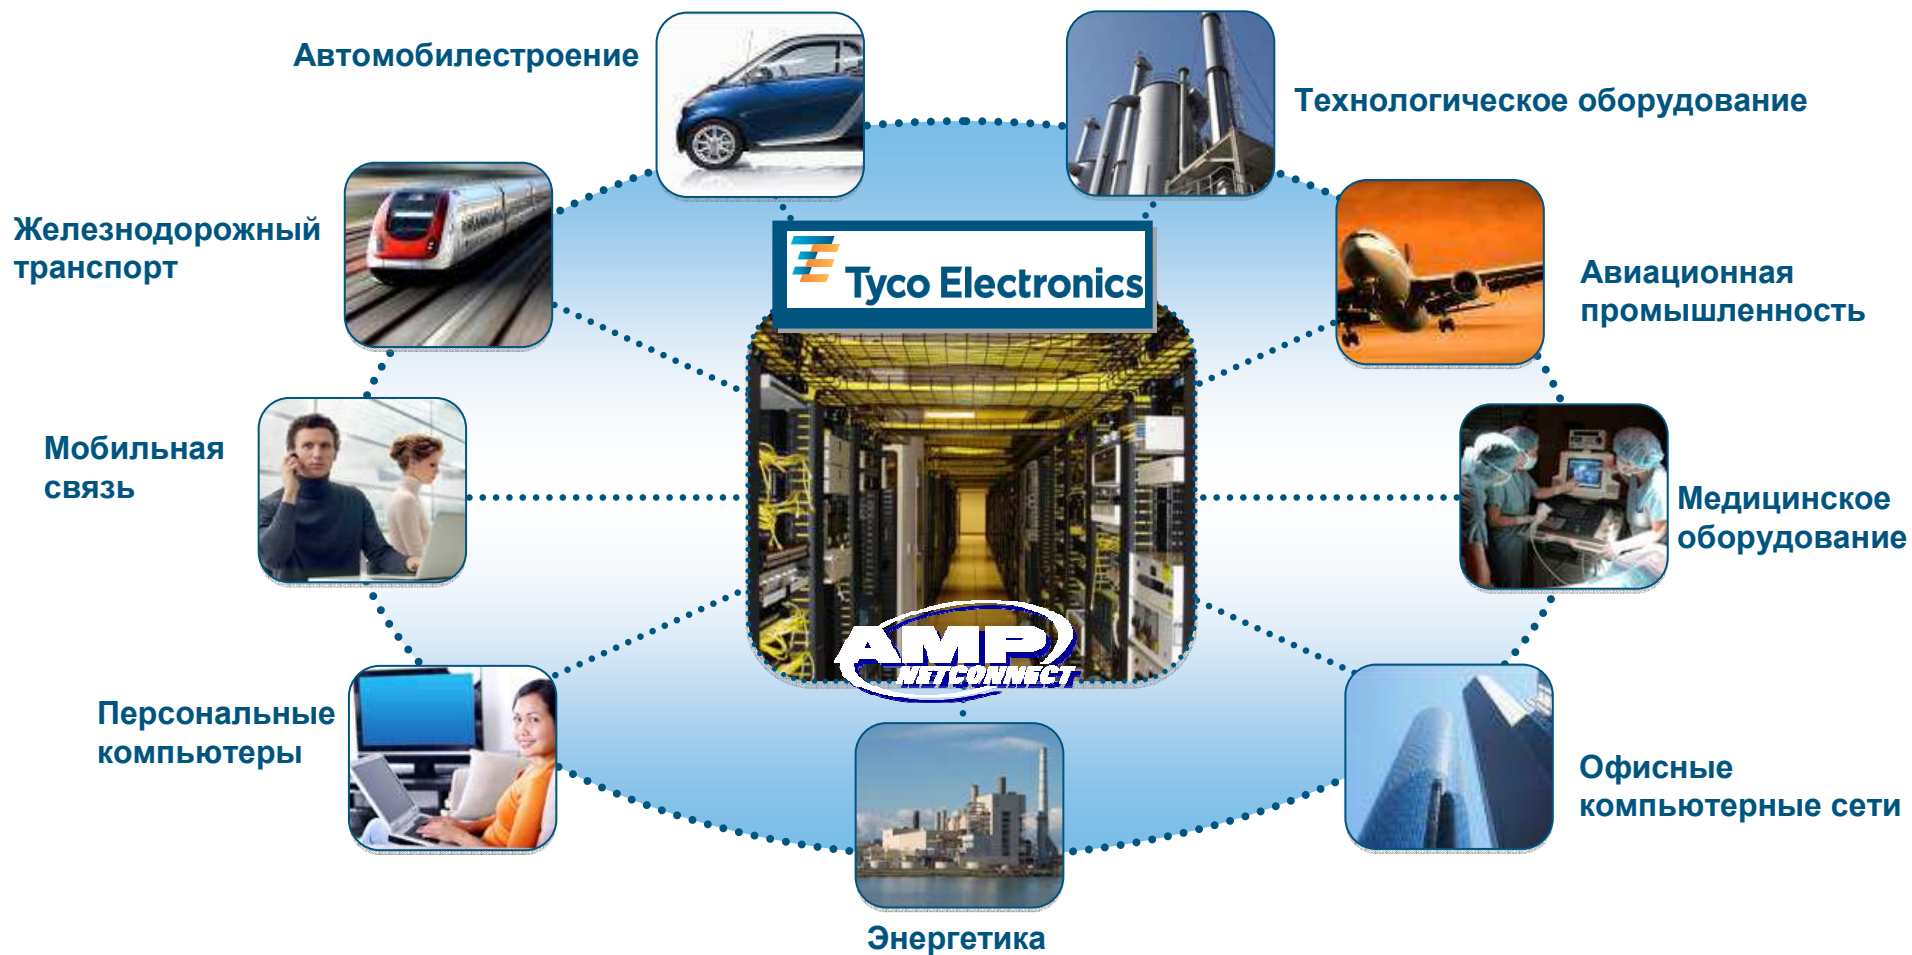 Автомобилестроение
Технологическое оборудование
Железнодорожный
транспорт
Tyco Electronics
Авиационная
промышленность
Мобильная
связь
Медицинское
оборудование
AMP
NETCONNECT
Персональные
компьютеры
Офисные
компьютерные сети
Энергетика